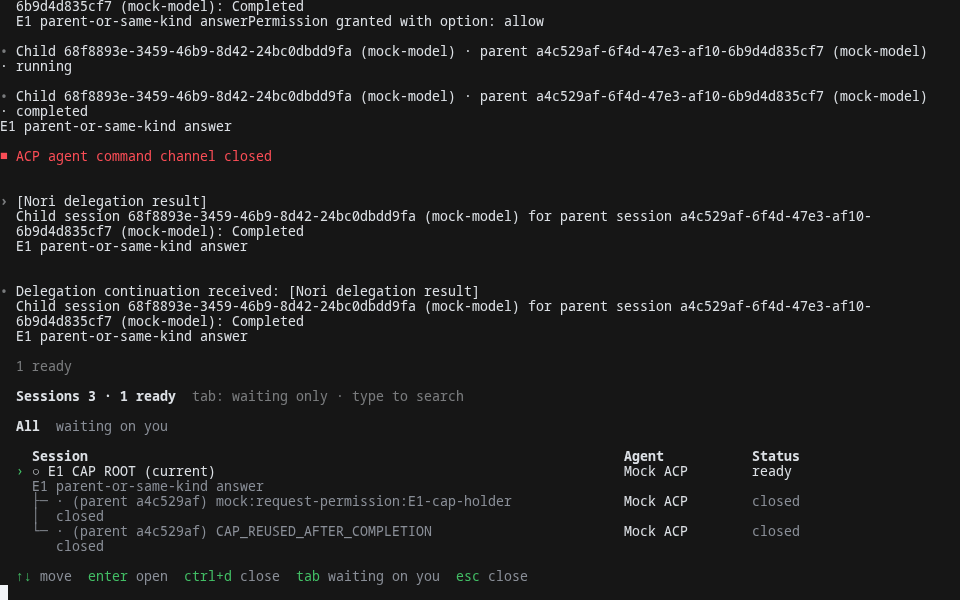 6b9d4d835cf7 (mock-model): Completed
E1 parent-or-same-kind answerPermission granted with option: allow
• Child 68f8893e-3459-46b9-8d42-24bc0dbdd9fa (mock-model) · parent a4c529af-6f4d-47e3-af10-6b9d4d835cf7 (mock-model)
· running
• Child 68f8893e-3459-46b9-8d42-24bc0dbdd9fa (mock-model) · parent a4c529af-6f4d-47e3-af10-6b9d4d835cf7 (mock-model)
· completed
E1 parent-or-same-kind answer
■ ACP agent command channel closed
› [Nori delegation result]
Child session 68f8893e-3459-46b9-8d42-24bc0dbdd9fa (mock-model) for parent session a4c529af-6f4d-47e3-af10-
6b9d4d835cf7 (mock-model): Completed
E1 parent-or-same-kind answer
• Delegation continuation received: [Nori delegation result]
Child session 68f8893e-3459-46b9-8d42-24bc0dbdd9fa (mock-model) for parent session a4c529af-6f4d-47e3-af10-
6b9d4d835cf7 (mock-model): Completed
E1 parent-or-same-kind answer
1 ready
Sessions 3 · 1 ready  tab: waiting only · type to search
All  waiting on you
Session  Agent  Status
› ○ E1 CAP ROOT (current)  Mock ACP  ready
E1 parent-or-same-kind answer
├─ · (parent a4c529af) mock:request-permission:E1-cap-holder  Mock ACP  closed
│  closed
└─ · (parent a4c529af) CAP_REUSED_AFTER_COMPLETION  Mock ACP  closed
closed
↑↓ move  enter open  ctrl+d close  tab waiting on you  esc close